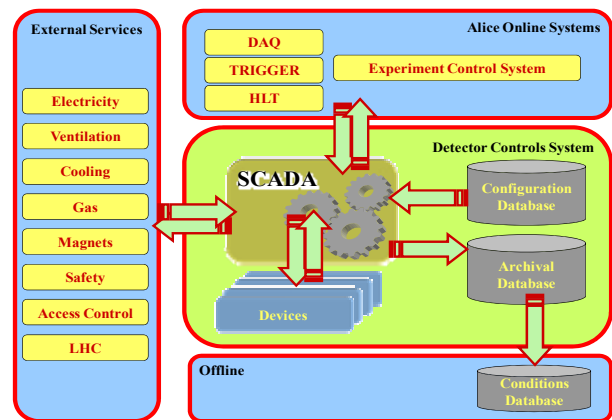 External Services
Electricity
Ventilation
Cooling
Gas
Magnets
Safety
Access Control
LHC
Alice Online Systems
DAQ
TRIGGER
HLT
Experiment Control System
Detector Controls System
SCADA
Configuration
Database
Archival
Database
Devices
Offline
Conditions
Database